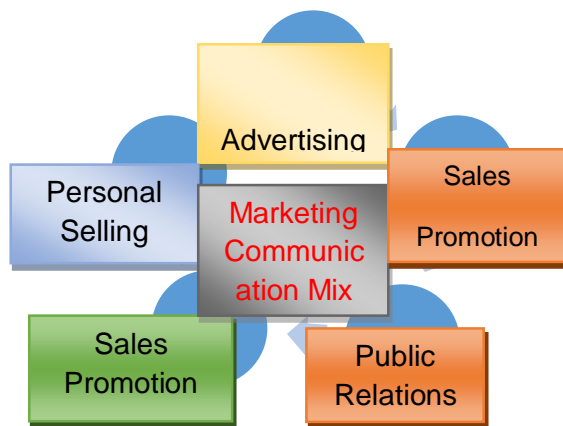 Advertising
Sales
Promotion
Personal
Selling
Marketing
Communic
ation Mix
Sales
Promotion
Public
Relations